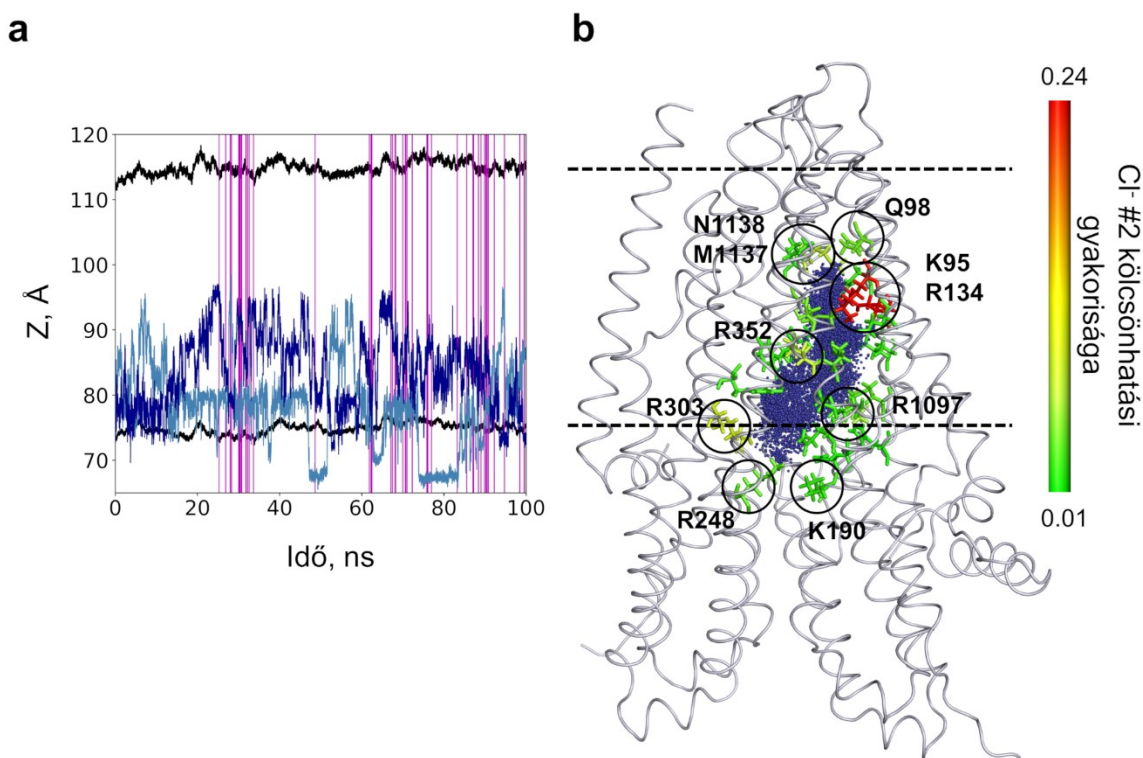 a
120
110
100
90
80
70
Z, Å
0
20
40
60
80
100
Idő, ns
b
N1138
M1137
Q98
K95
R134
R352
R303
R1097
R248
K190
0.24
0.01
Cl⁻ #2 kölcsönhatási
gyakorisága